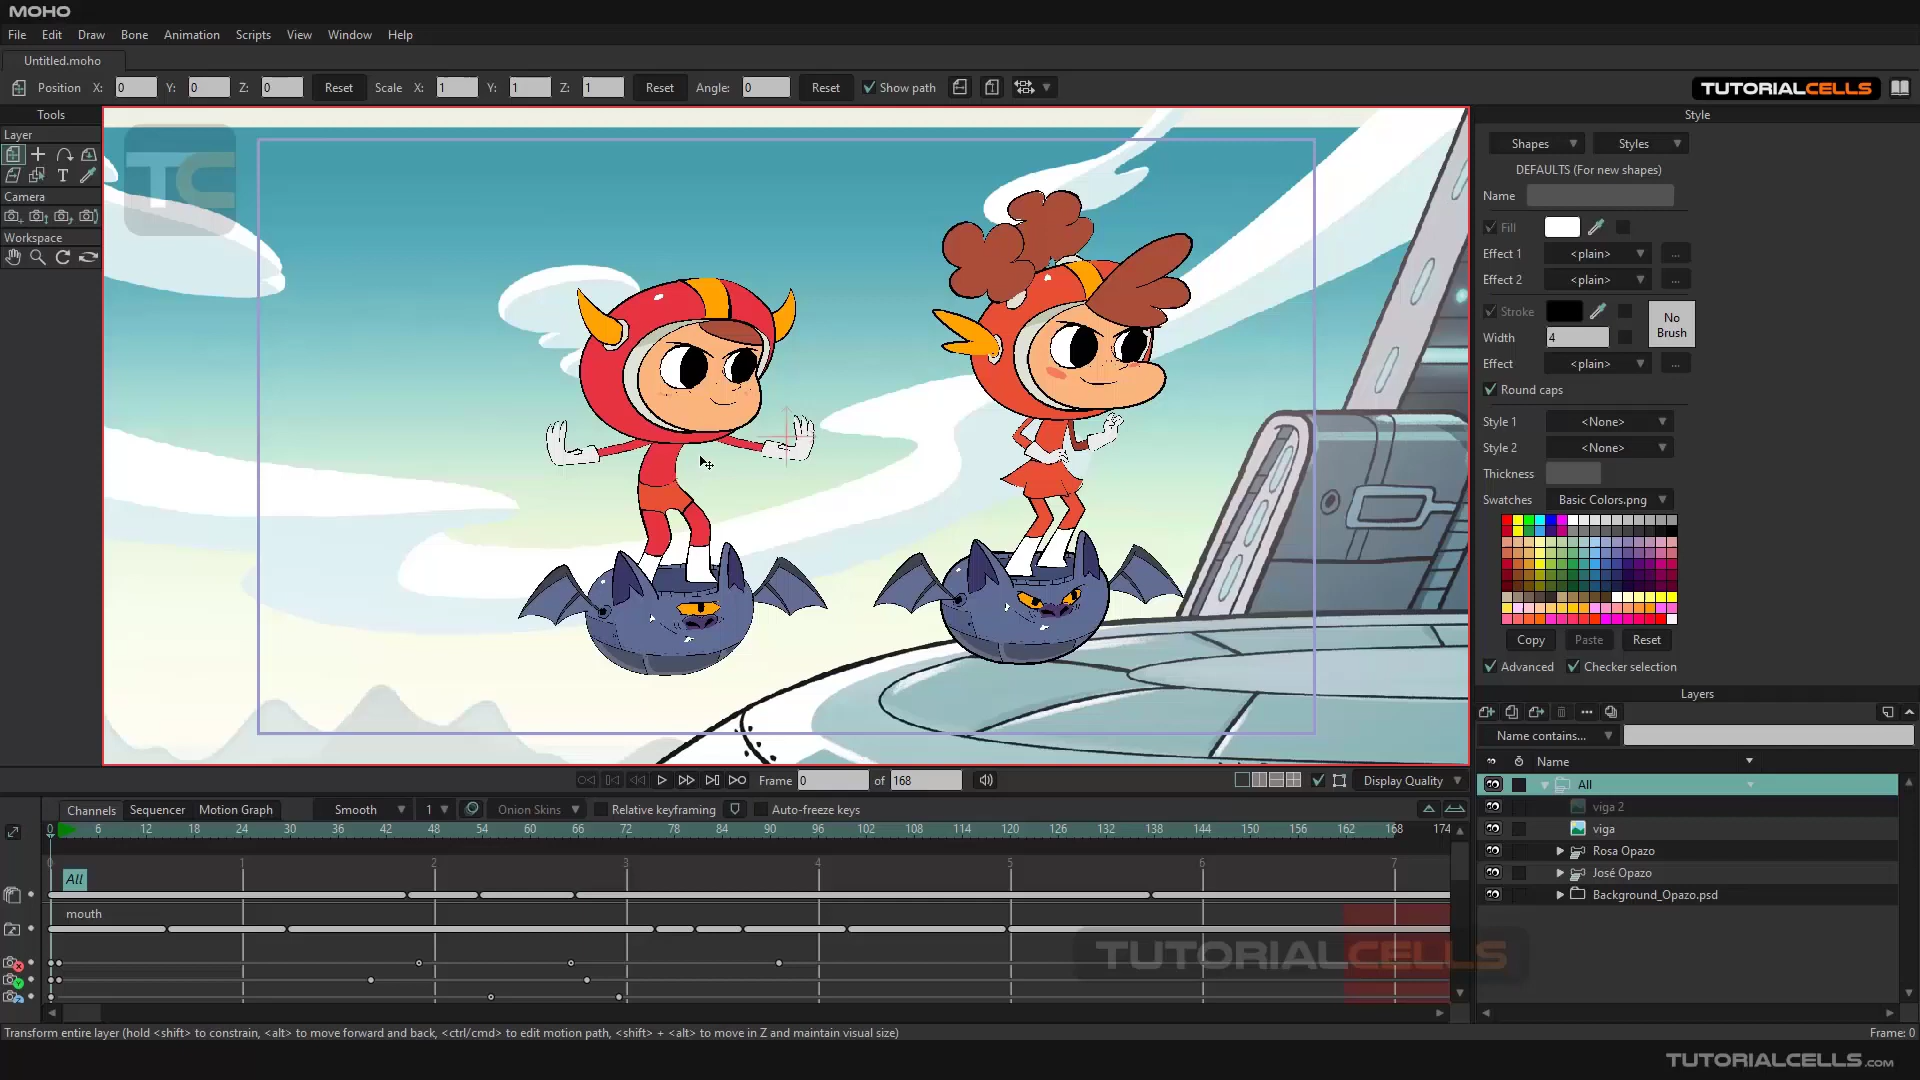 MOHO
File Edit Draw Bone Animation Scripts View Window Help
Untitled.moho
Position X: 0 Y: 0 Z: 0 Reset Scale X: 1 Y: 1 Z: 1 Reset Angle: 0 Reset Show path
TUTORIALCELLS
Tools
Layer
T
Camera
Workspace
TC
Style
Shapes Styles
DEFAULTS (For new shapes)
Name
Fill
Effect 1 <plain> ...
Effect 2 <plain> ...
Stroke
No Brush
Width 4
Effect <plain> ...
Round caps
Style 1 <None>
Style 2 <None>
Thickness
Swatches Basic Colors.png
Copy Paste Reset
Advanced Checker selection
Layers
Name contains...
Name
All
viga 2
viga
Rosa Opazo
José Opazo
Background_Opazo.psd
Frame 0 of 168 Display Quality
Channels Sequencer Motion Graph Smooth 1 Onion Skins Relative keyframing Auto-freeze keys
0 6 12 18 24 30 36 42 48 54 60 66 72 78 84 90 96 102 108 114 120 126 132 138 144 150 156 162 168 174
0 1 2 3 4 5 6 7
All
mouth
TUTORIALCELLS
Transform entire layer (hold <shift> to constrain, <alt> to move forward and back, <ctrl/cmd> to edit motion path, <shift> + <alt> to move in Z and maintain visual size)
Frame: 0
TUTORIALCELLS.COM